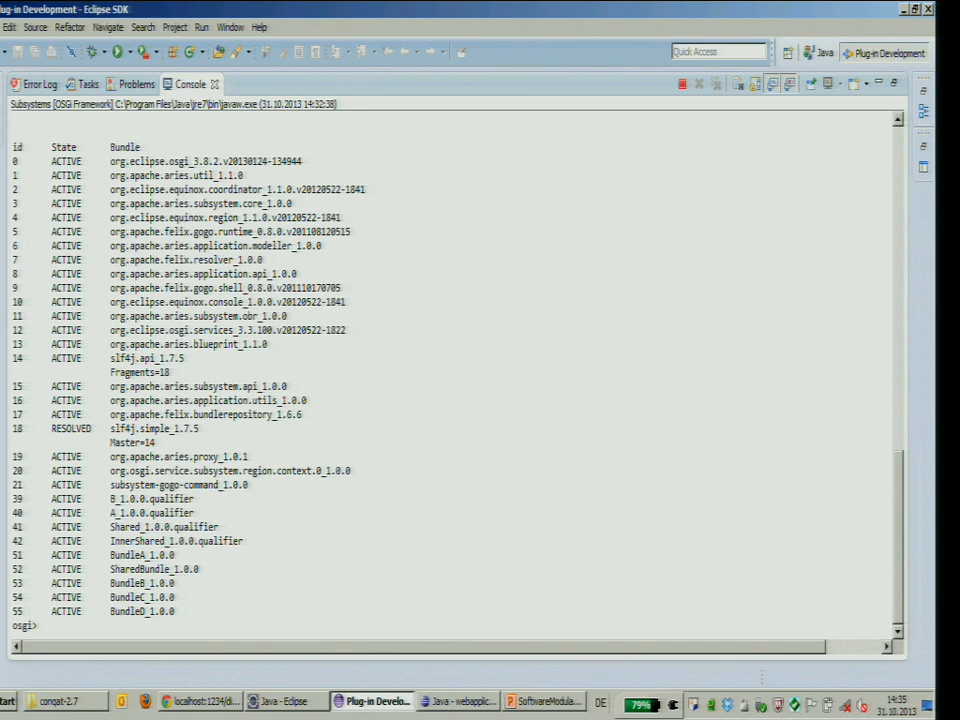 lug-in Development - Eclipse SDK
Edit Source Refactor Navigate Search Project Run Window Help
Quick Access
Java
Plug-in Development
Error Log
Tasks
Problems
Console
Subsystems [OSGi Framework] C:\Program Files\Java\jre7\bin\javaw.exe (31.10.2013 14:32:38)
id State Bundle
0 ACTIVE org.eclipse.osgi_3.8.2.v20130124-134944
1 ACTIVE org.apache.aries.util_1.1.0
2 ACTIVE org.eclipse.equinox.coordinator_1.1.0.v20120522-1841
3 ACTIVE org.apache.aries.subsystem.core_1.0.0
4 ACTIVE org.eclipse.equinox.region_1.1.0.v20120522-1841
5 ACTIVE org.apache.felix.gogo.runtime_0.8.0.v201108120515
6 ACTIVE org.apache.aries.application.modeller_1.0.0
7 ACTIVE org.apache.felix.resolver_1.0.0
8 ACTIVE org.apache.aries.application.api_1.0.0
9 ACTIVE org.apache.felix.gogo.shell_0.8.0.v201110170705
10 ACTIVE org.eclipse.equinox.console_1.0.0.v20120522-1841
11 ACTIVE org.apache.aries.subsystem.obr_1.0.0
12 ACTIVE org.eclipse.osgi.services_3.3.100.v20120522-1822
13 ACTIVE org.apache.aries.blueprint_1.1.0
14 ACTIVE slf4j.api_1.7.5
Fragments=18
15 ACTIVE org.apache.aries.subsystem.api_1.0.0
16 ACTIVE org.apache.aries.application.utils_1.0.0
17 ACTIVE org.apache.felix.bundlerepository_1.6.6
18 RESOLVED slf4j.simple_1.7.5
Master=14
19 ACTIVE org.apache.aries.proxy_1.0.1
20 ACTIVE org.osgi.service.subsystem.region.context.0_1.0.0
21 ACTIVE subsystem-gogo-command_1.0.0
39 ACTIVE B_1.0.0.qualifier
40 ACTIVE A_1.0.0.qualifier
41 ACTIVE Shared_1.0.0.qualifier
42 ACTIVE InnerShared_1.0.0.qualifier
51 ACTIVE BundleA_1.0.0
52 ACTIVE SharedBundle_1.0.0
53 ACTIVE BundleB_1.0.0
54 ACTIVE BundleC_1.0.0
55 ACTIVE BundleD_1.0.0
osgi>
tart
conqat-2.7
localhost:1234/di...
Java - Eclipse
Plug-in Develo...
Java - webapplic...
SoftwareModula...
DE
79%
14:35
31.10.2013